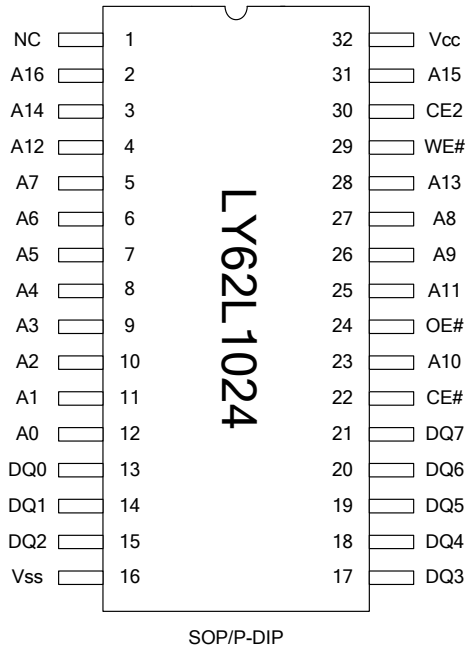 NC 1 32 Vcc
A16 2 31 A15
A14 3 30 CE2
A12 4 29 WE#
A7 5 28 A13
A6 6 27 A8
A5 7 26 A9
A4 8 25 A11
A3 9 24 OE#
A2 10 23 A10
A1 11 22 CE#
A0 12 21 DQ7
DQ0 13 20 DQ6
DQ1 14 19 DQ5
DQ2 15 18 DQ4
Vss 16 17 DQ3
LY62L1024
SOP/P-DIP